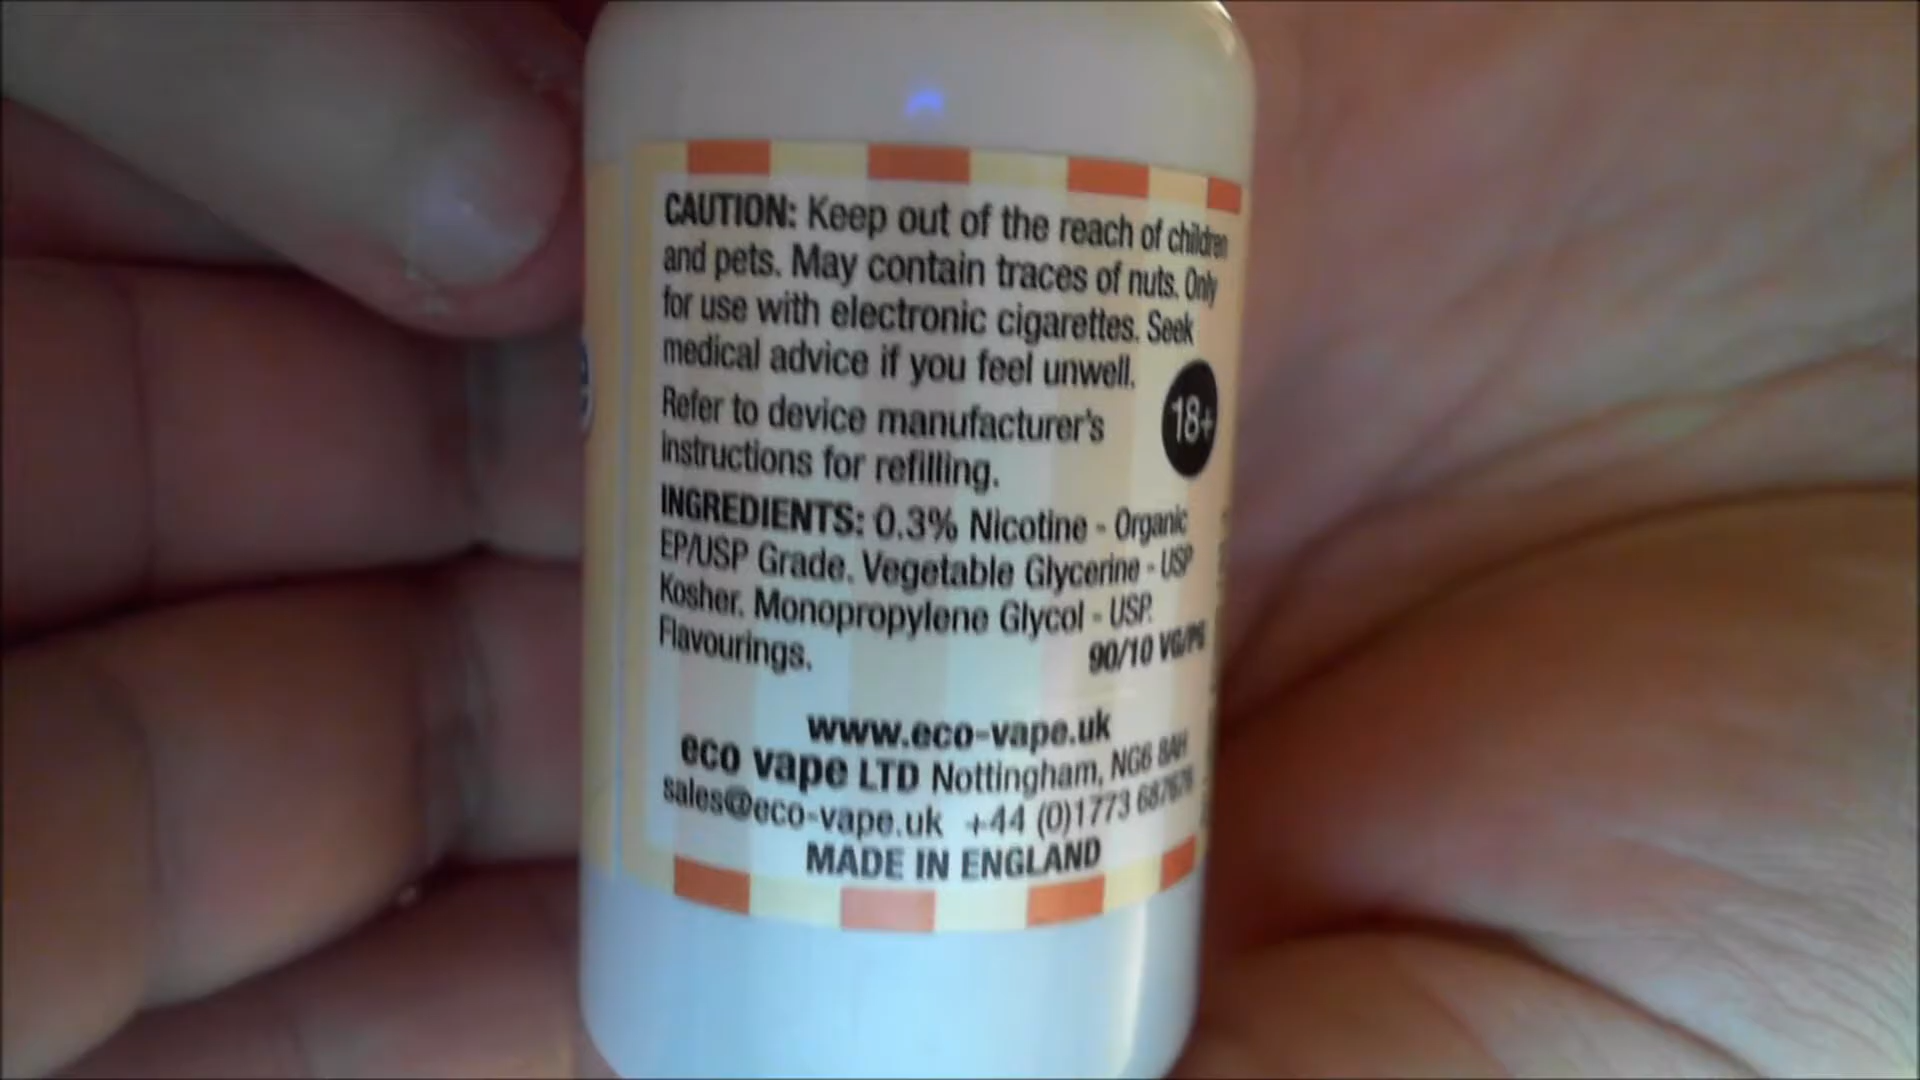 CAUTION: Keep out of the reach of children
and pets. May contain traces of nuts. Only
for use with electronic cigarettes. Seek
medical advice if you feel unwell.
Refer to device manufacturer's
instructions for refilling.
18+
INGREDIENTS: 0.3% Nicotine - Organic
EP/USP Grade. Vegetable Glycerine - USP
Kosher. Monopropylene Glycol - USP.
Flavourings.
90/10 VG/PG
www.eco-vape.uk
eco vape LTD Nottingham, NG6 8AH
sales@eco-vape.uk +44 (0)1773
MADE IN ENGLAND